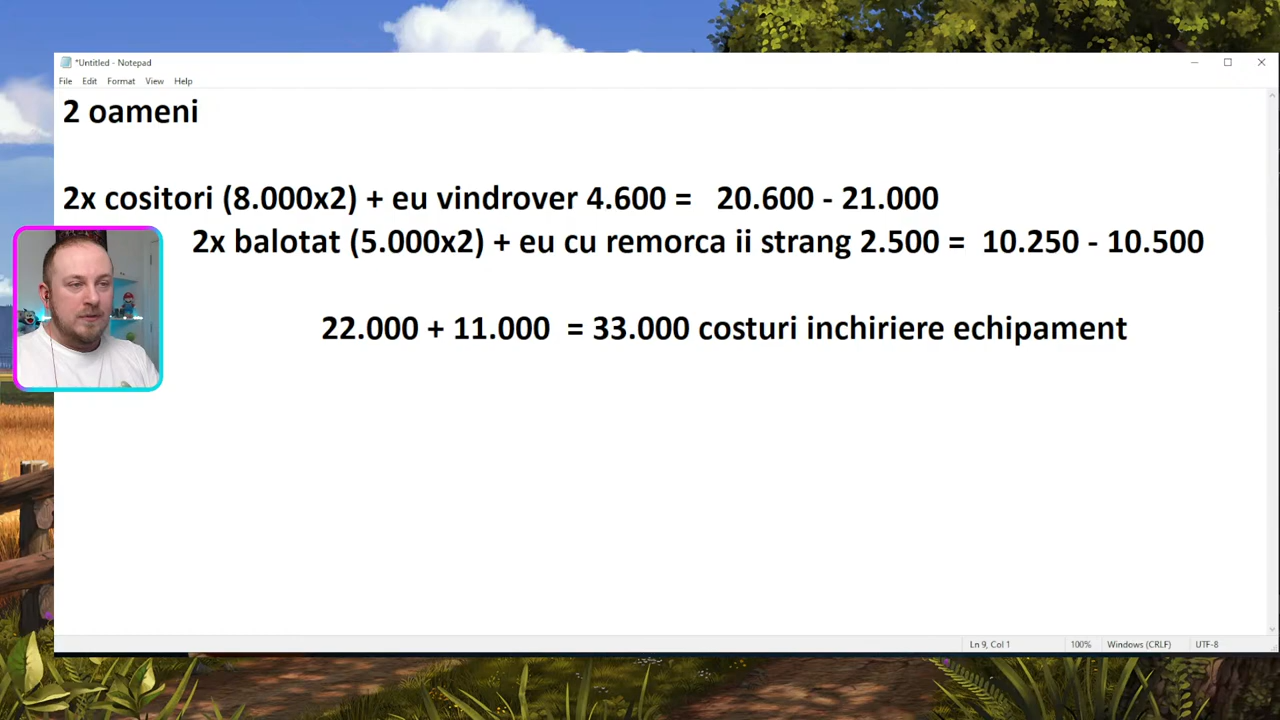 *Untitled - Notepad
File Edit Format View Help
2 oameni
2x cositori (8.000x2) + eu vindrover 4.600 = 20.600 - 21.000
2x balotat (5.000x2) + eu cu remorca ii strang 2.500 = 10.250 - 10.500
22.000 + 11.000 = 33.000 costuri inchiriere echipament
Ln 9, Col 1 100% Windows (CRLF) UTF-8